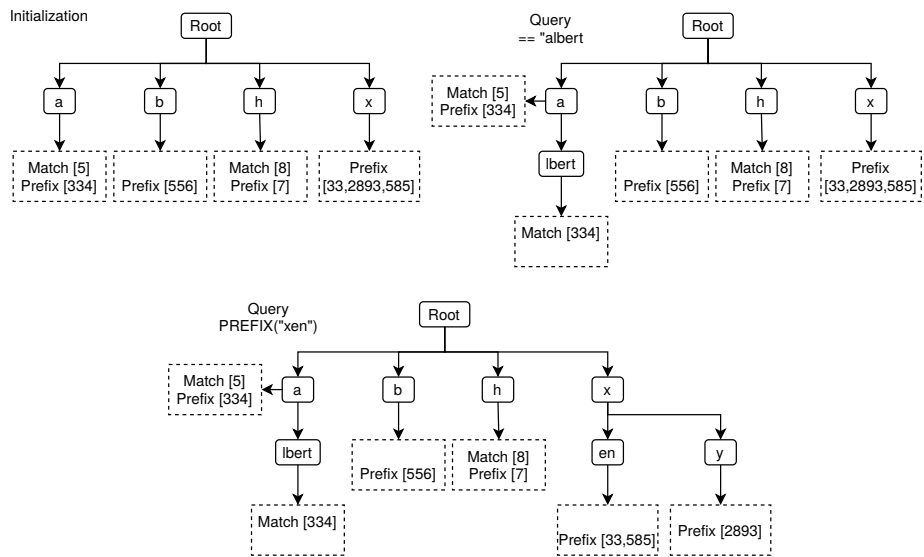 Initialization
Root
a
b
h
x
Match [5]
Prefix [334]
Prefix [556]
Match [8]
Prefix [7]
Prefix
[33,2893,585]
Query
== "albert
Root
Match [5]
Prefix [334]
a
b
h
x
lbert
Prefix [556]
Match [8]
Prefix [7]
Prefix
[33,2893,585]
Match [334]
Query
PREFIX("xen")
Root
Match [5]
Prefix [334]
a
b
h
x
lbert
Prefix [556]
Match [8]
Prefix [7]
en
y
Match [334]
Prefix [33,585]
Prefix [2893]